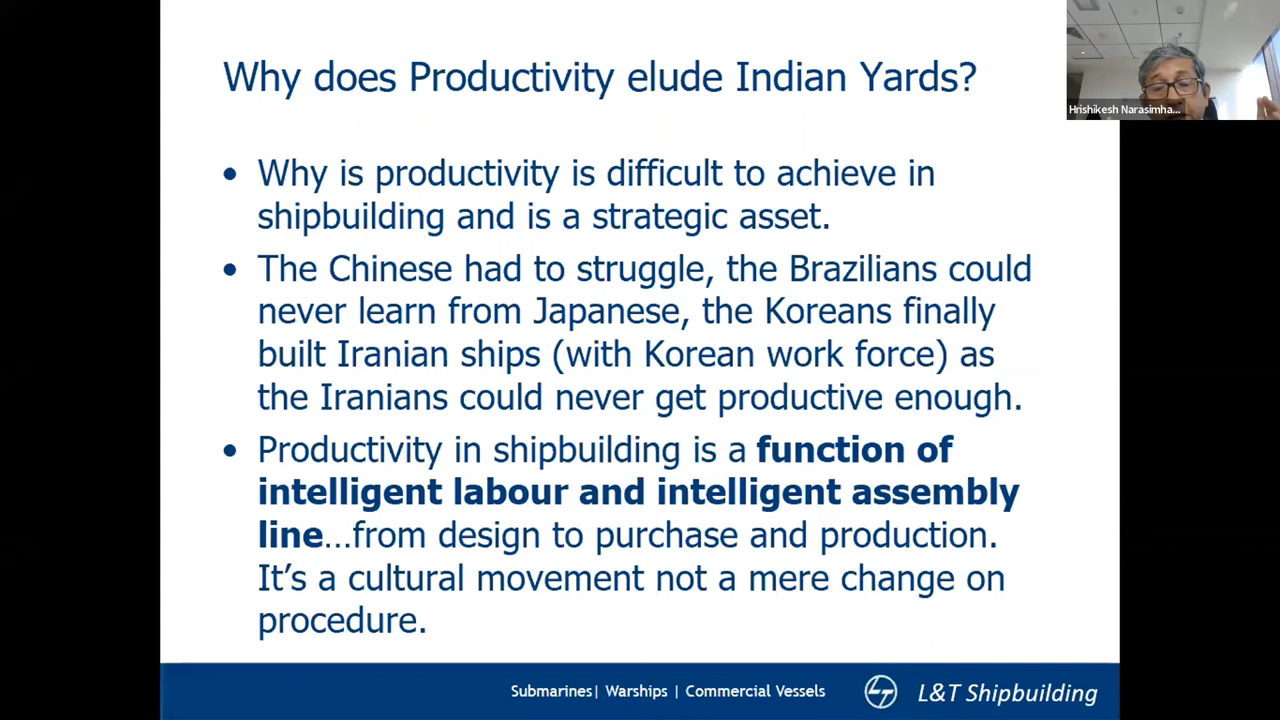 Why does Productivity elude Indian Yards?
Hrishikesh Narasimha...
• Why is productivity is difficult to achieve in
shipbuilding and is a strategic asset.
• The Chinese had to struggle, the Brazilians could
never learn from Japanese, the Koreans finally
built Iranian ships (with Korean work force) as
the Iranians could never get productive enough.
• Productivity in shipbuilding is a function of
intelligent labour and intelligent assembly
line...from design to purchase and production.
It's a cultural movement not a mere change on
procedure.
Submarines| Warships | Commercial Vessels
L&T Shipbuilding